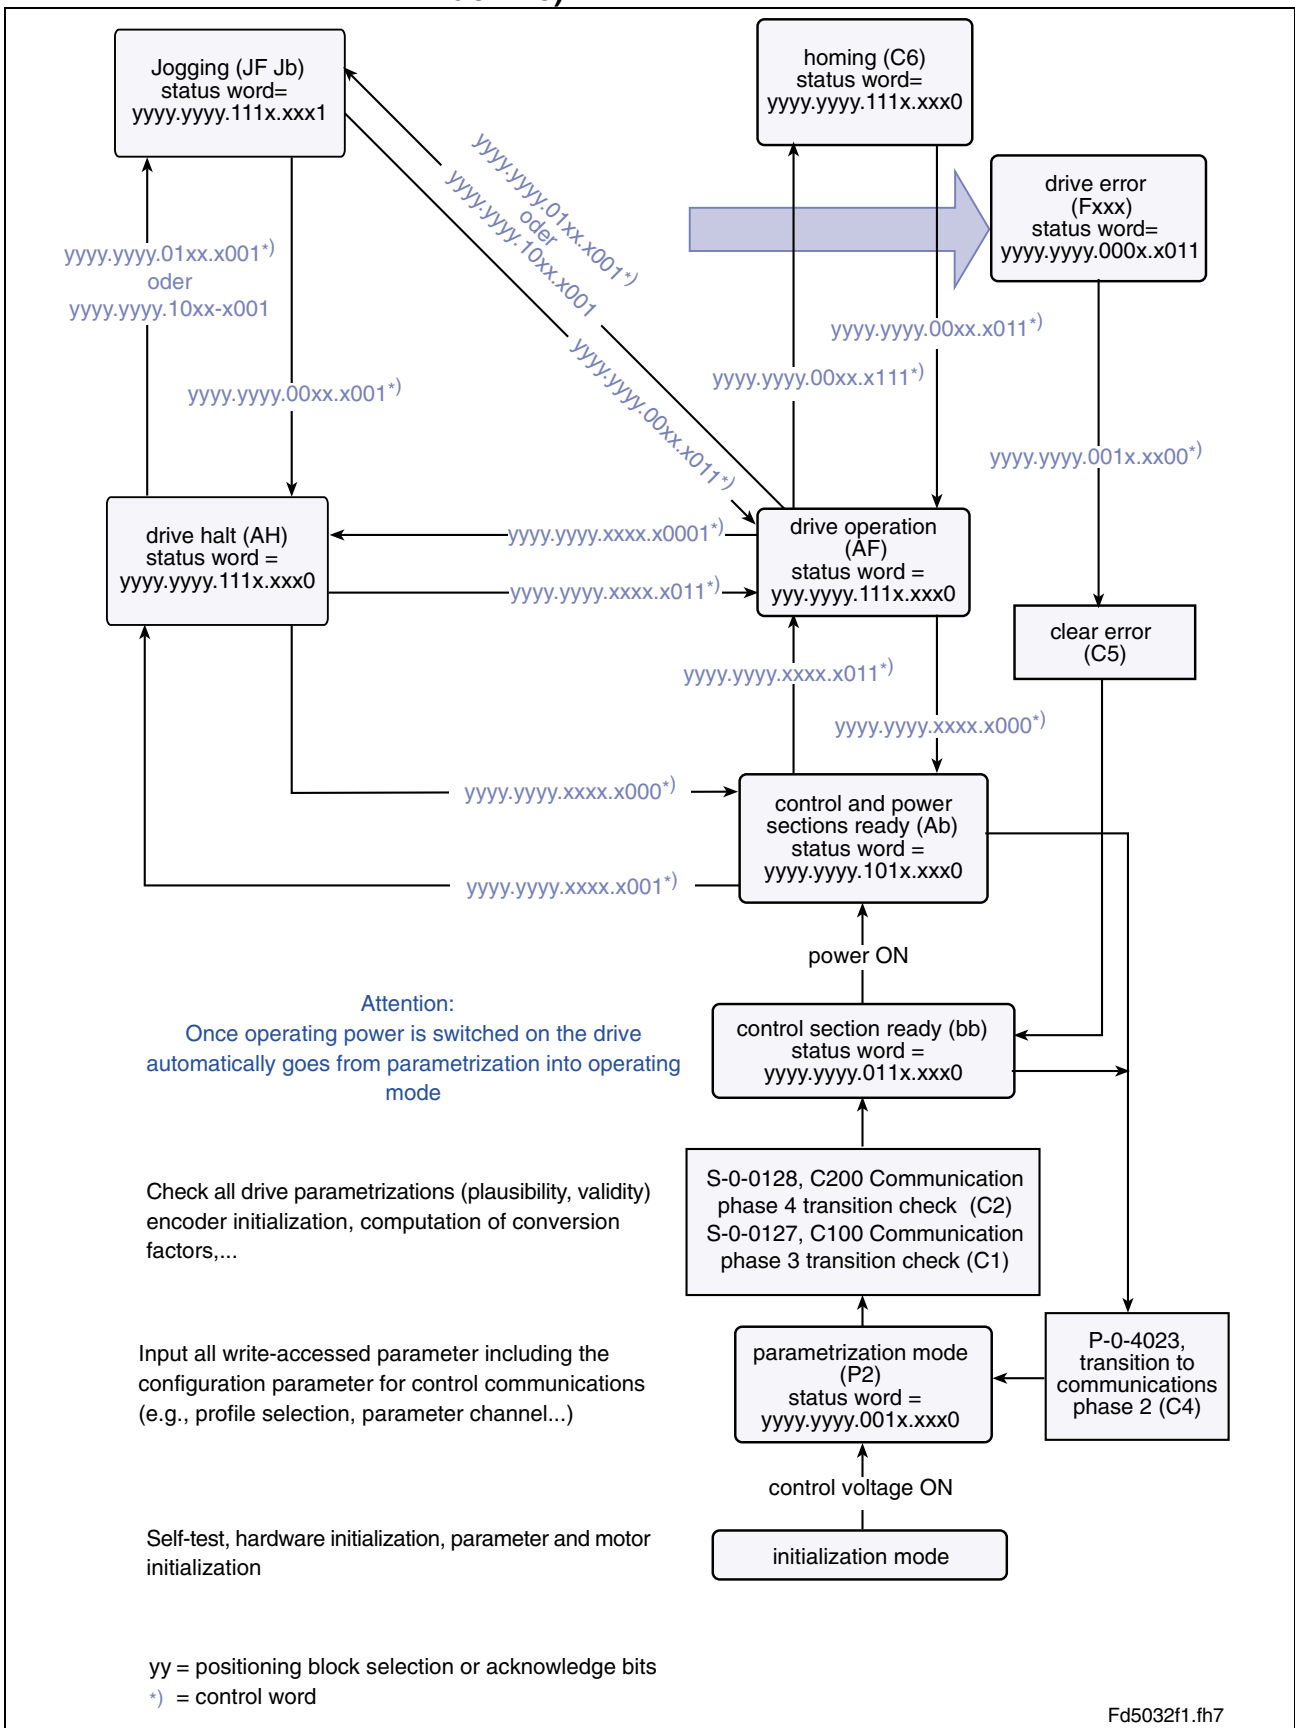 Jogging (JF Jb)
status word=
yyyy.yyyy.111x.xxx1
homing (C6)
status word=
yyyy.yyyy.111x.xxx0
drive error
(Fxxx)
status word=
yyyy.yyyy.000x.x011
yyyy.yyyy.01xx.x001*)
oder
yyyy.yyyy.10xx.x001
yyyy.yyyy.00xx.x011*)
yyyy.yyyy.01xx.x001*)
oder
yyyy.yyyy.10xx-x001
yyyy.yyyy.00xx.x001*)
yyyy.yyyy.00xx.x011*)
yyyy.yyyy.00xx.x111*)
yyyy.yyyy.001x.xx00*)
drive halt (AH)
status word =
yyyy.yyyy.111x.xxx0
yyyy.yyyy.xxxx.x0001*)
yyyy.yyyy.xxxx.x011*)
drive operation
(AF)
status word =
yyy.yyyy.111x.xxx0
clear error
(C5)
yyyy.yyyy.xxxx.x011*)
yyyy.yyyy.xxxx.x000*)
yyyy.yyyy.xxxx.x000*)
yyyy.yyyy.xxxx.x001*)
control and power
sections ready (Ab)
status word =
yyyy.yyyy.101x.xxx0
power ON
Attention:
Once operating power is switched on the drive
automatically goes from parametrization into operating
mode
control section ready (bb)
status word =
yyyy.yyyy.011x.xxx0
Check all drive parametrizations (plausibility, validity)
encoder initialization, computation of conversion
factors,...
S-0-0128, C200 Communication
phase 4 transition check (C2)
S-0-0127, C100 Communication
phase 3 transition check (C1)
Input all write-accessed parameter including the
configuration parameter for control communications
(e.g., profile selection, parameter channel...)
parametrization mode
(P2)
status word =
yyyy.yyyy.001x.xxx0
P-0-4023,
transition to
communications
phase 2 (C4)
control voltage ON
Self-test, hardware initialization, parameter and motor
initialization
initialization mode
yy = positioning block selection or acknowledge bits
*) = control word
Fd5032f1.fh7